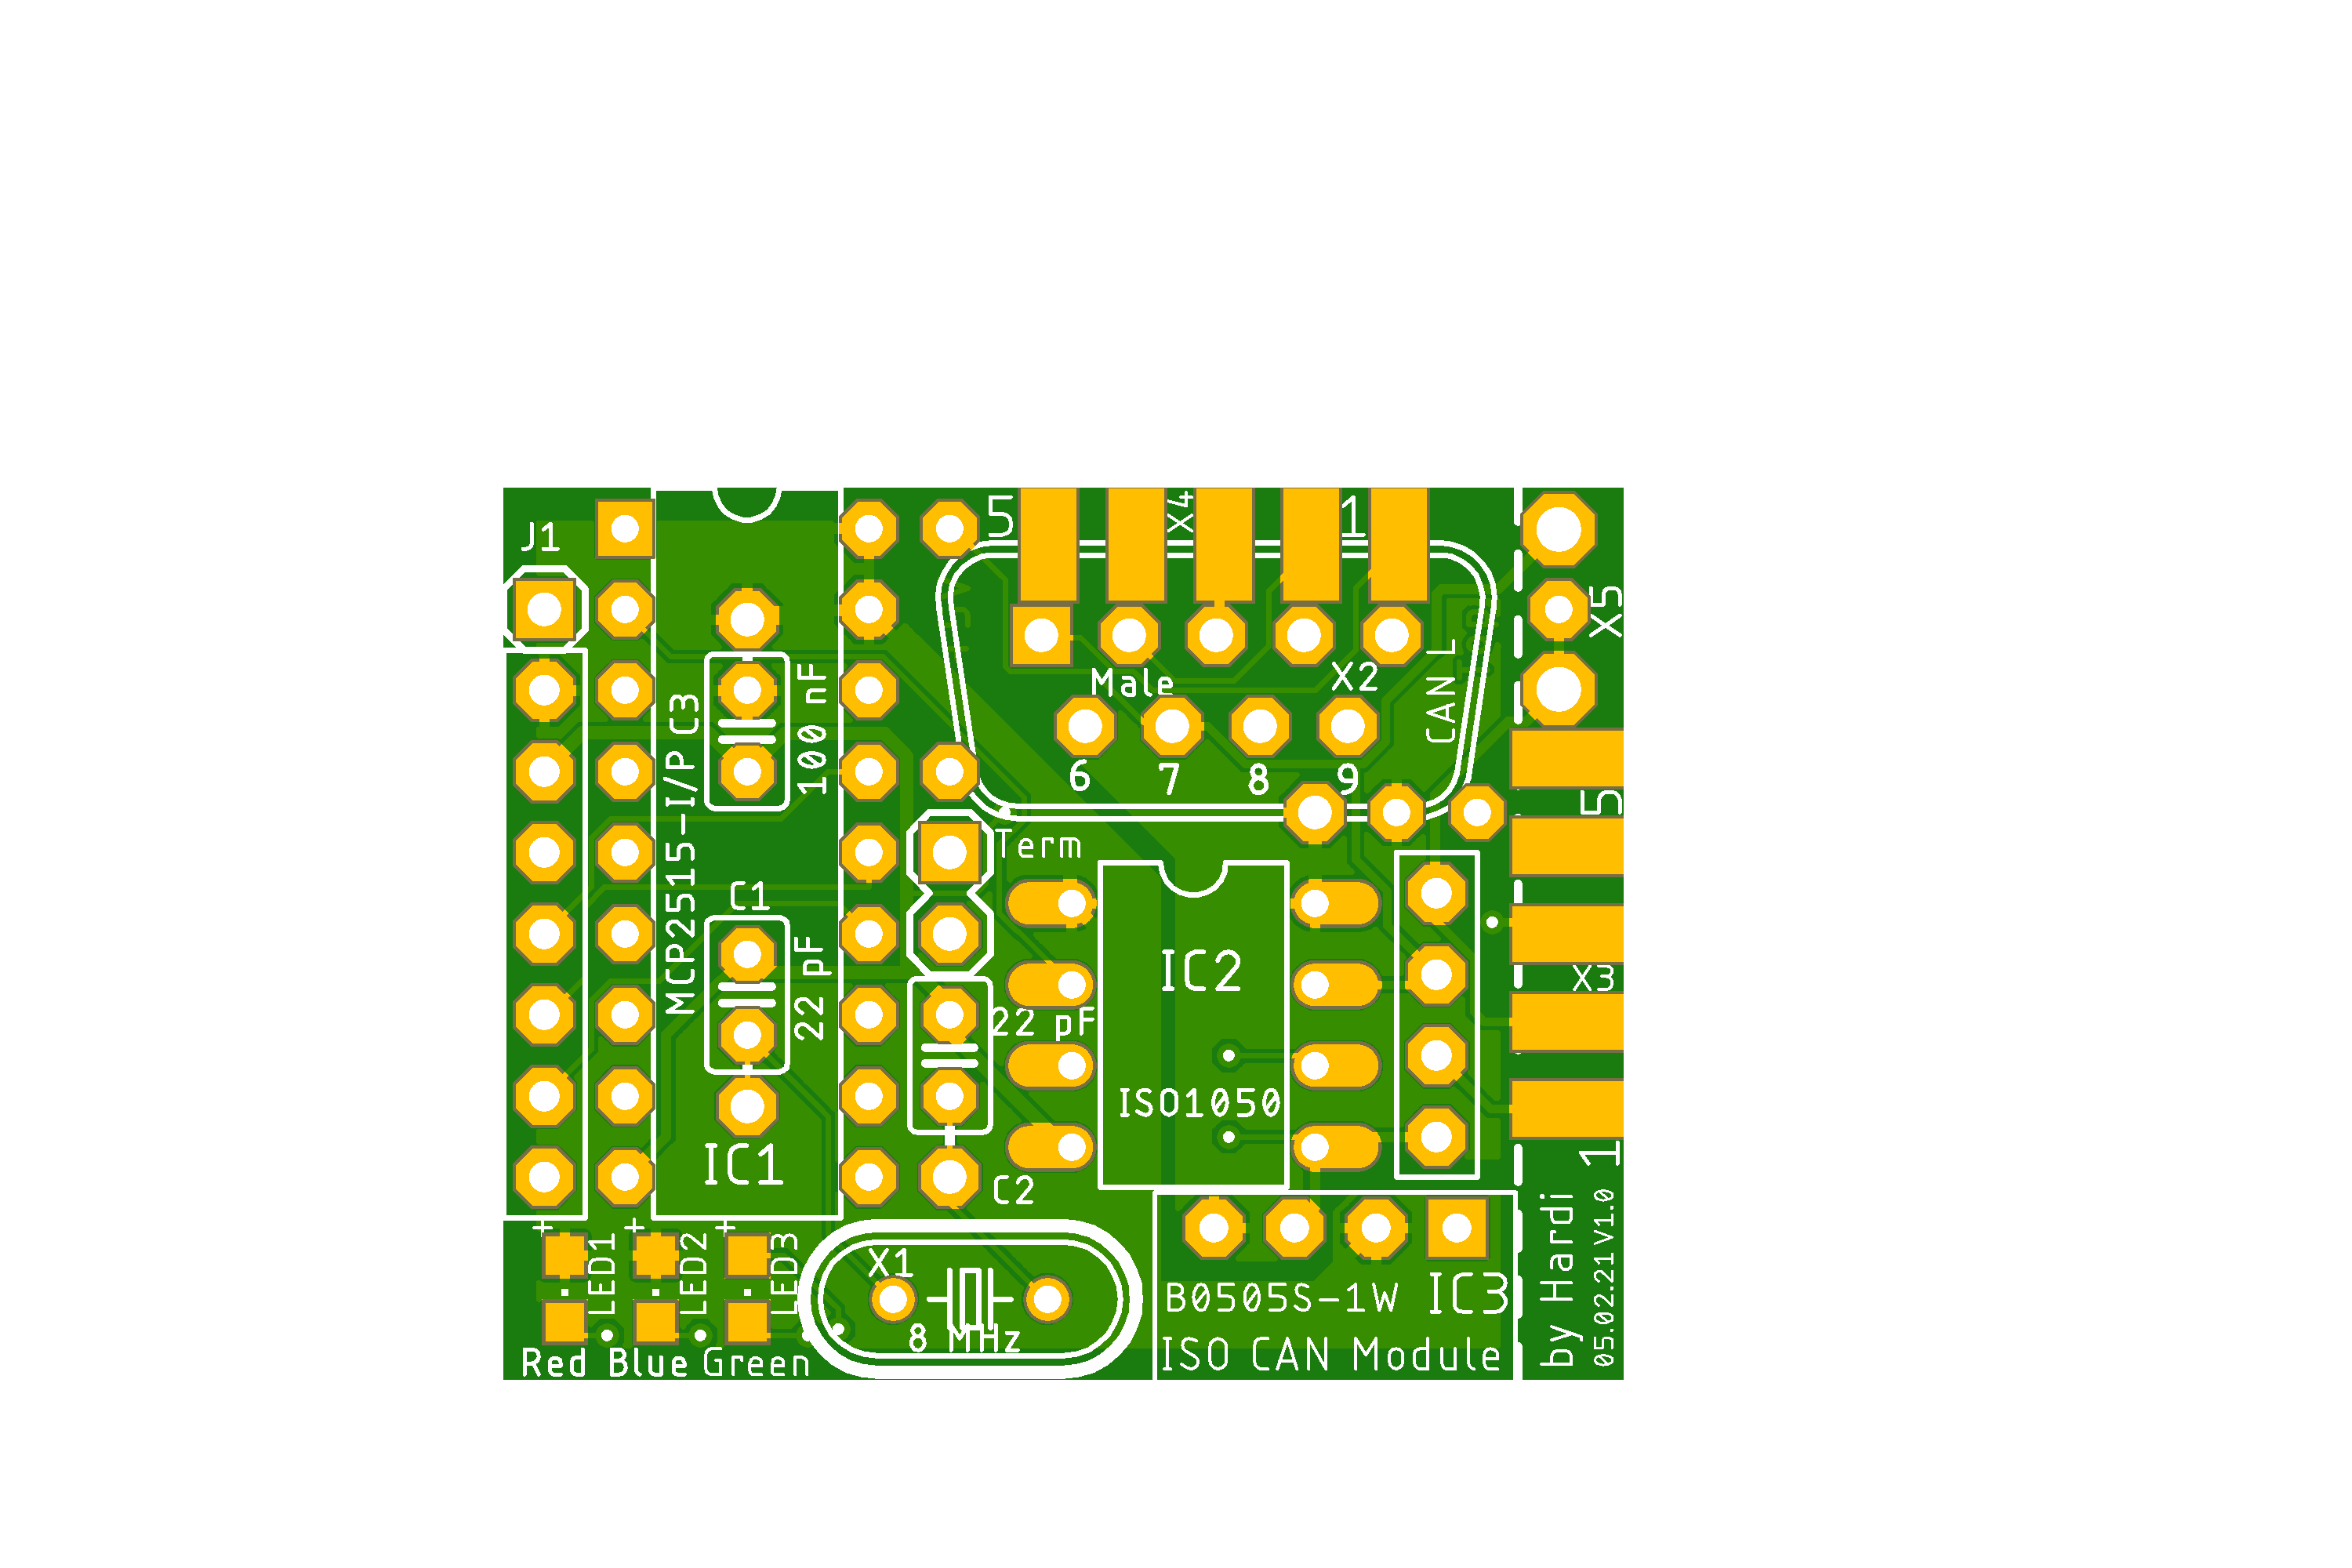 J1
5
X4
1
X5
Male
X2
CAN L
6
7
8
9
C3
100 nF
MCP2515-I/P
Term
5
C1
22 pF
IC2
X3
22 pF
ISO1050
1
IC1
C2
+
+
+
LED1
LED2
LED3
X1
8 MHz
B0505S-1W
IC3
ISO CAN Module
by Hardi
05.02.21 V1.0
Red Blue Green